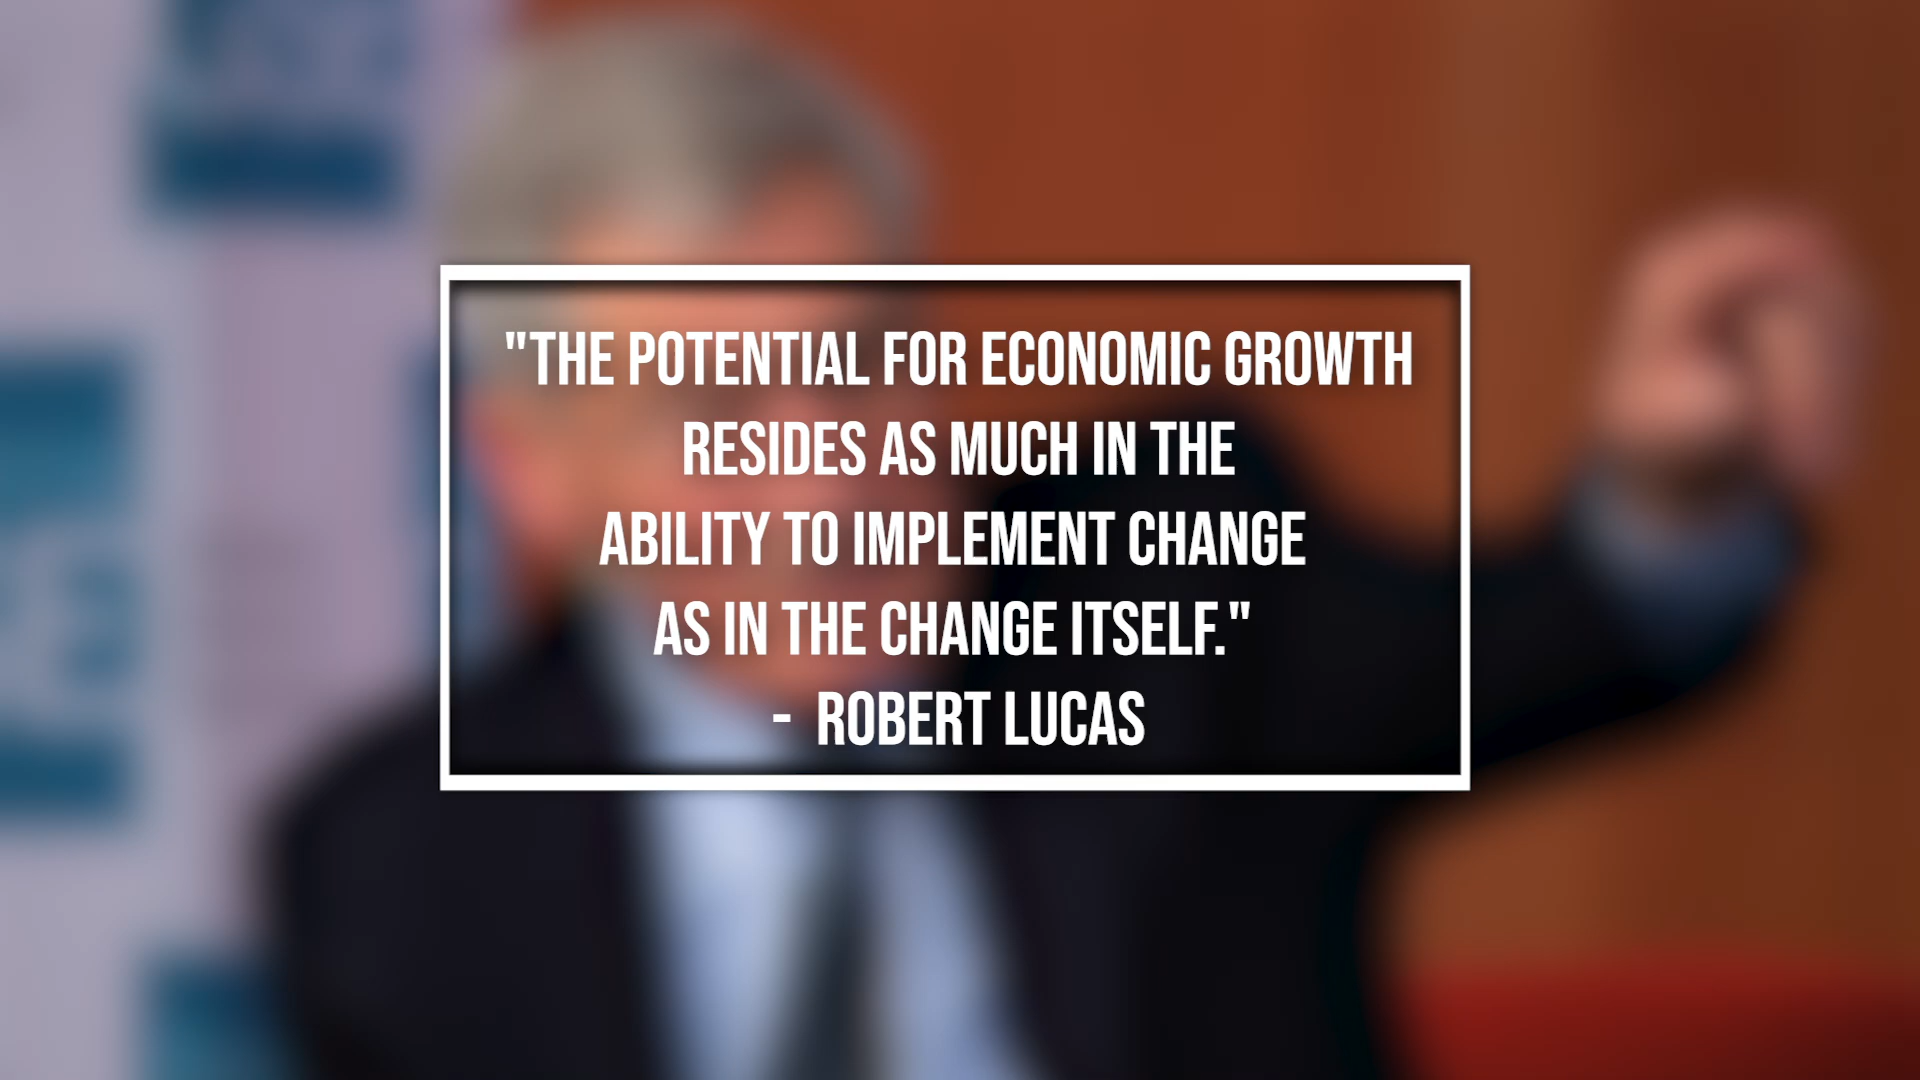 "THE POTENTIAL FOR ECONOMIC GROWTH
RESIDES AS MUCH IN THE
ABILITY TO IMPLEMENT CHANGE
AS IN THE CHANGE ITSELF."
- ROBERT LUCAS